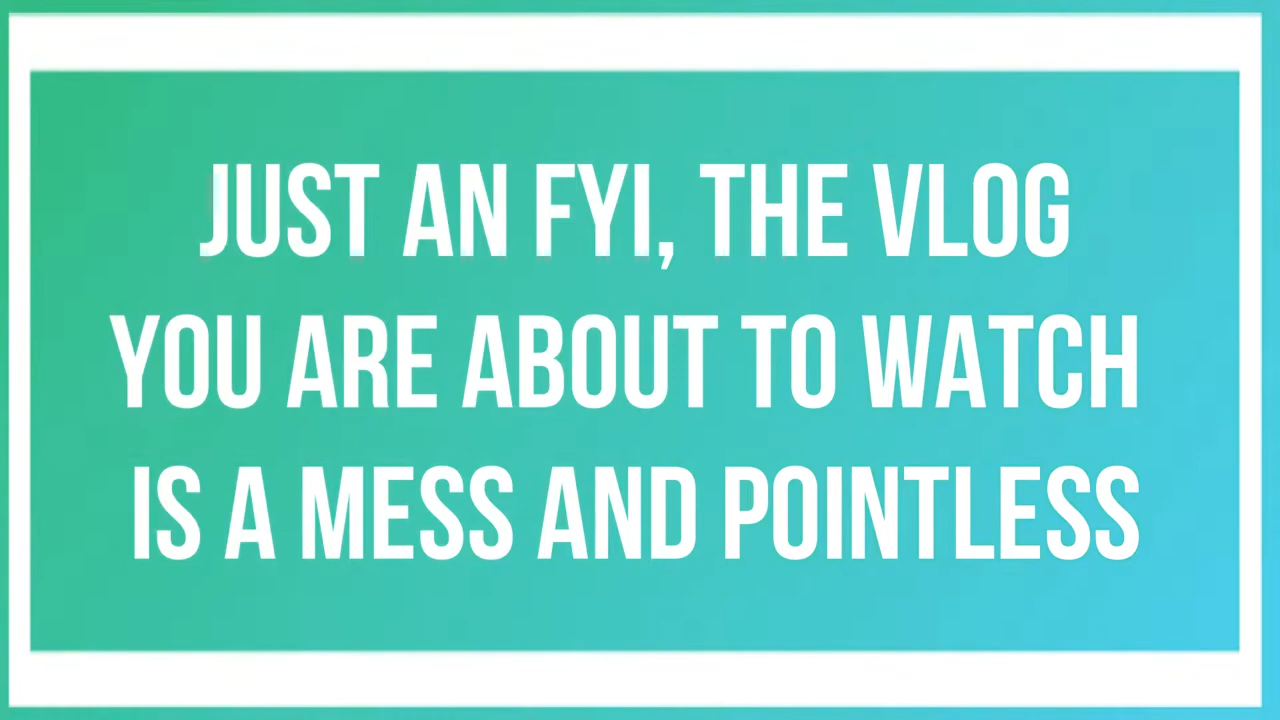 JUST AN FYI, THE VLOG
YOU ARE ABOUT TO WATCH
IS A MESS AND POINTLESS